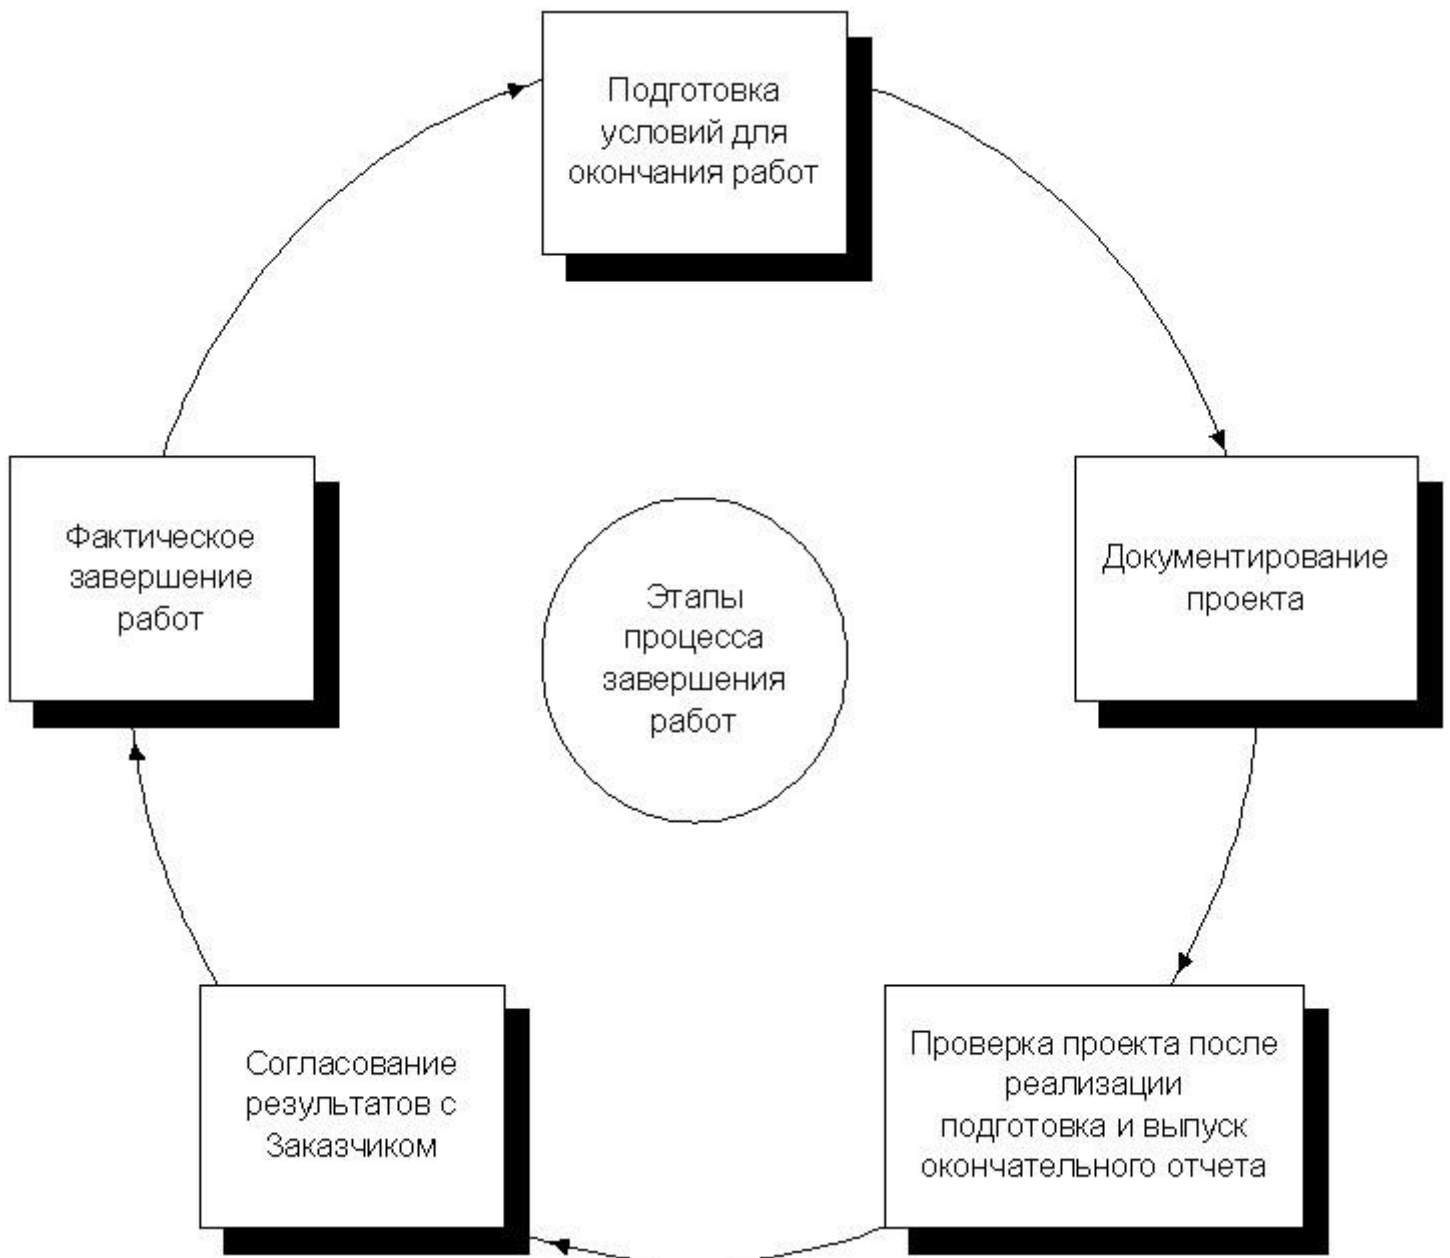 Подготовка
условий для
окончания работ
Фактическое
завершение
работ
Этапы
процесса
завершения
работ
Документирование
проекта
Согласование
результатов с
Заказчиком
Проверка проекта после
реализации
подготовка и выпуск
окончательного отчета